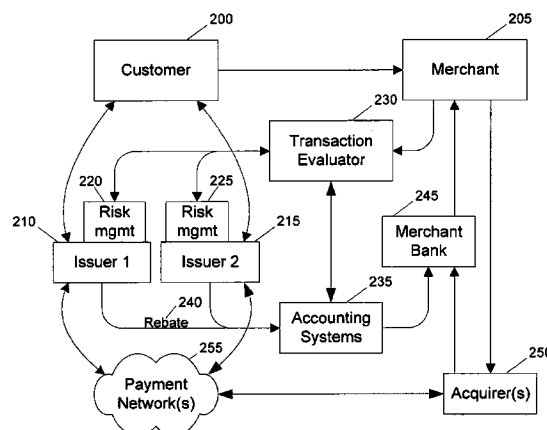 200
205
Customer
Merchant
230
Transaction
Evaluator
220
225
210
Risk
mgmt
Risk
mgmt
215
245
Issuer 1
Issuer 2
Merchant
Bank
235
240
Rebate
Accounting
Systems
255
250
Payment
Network(s)
Acquirer(s)